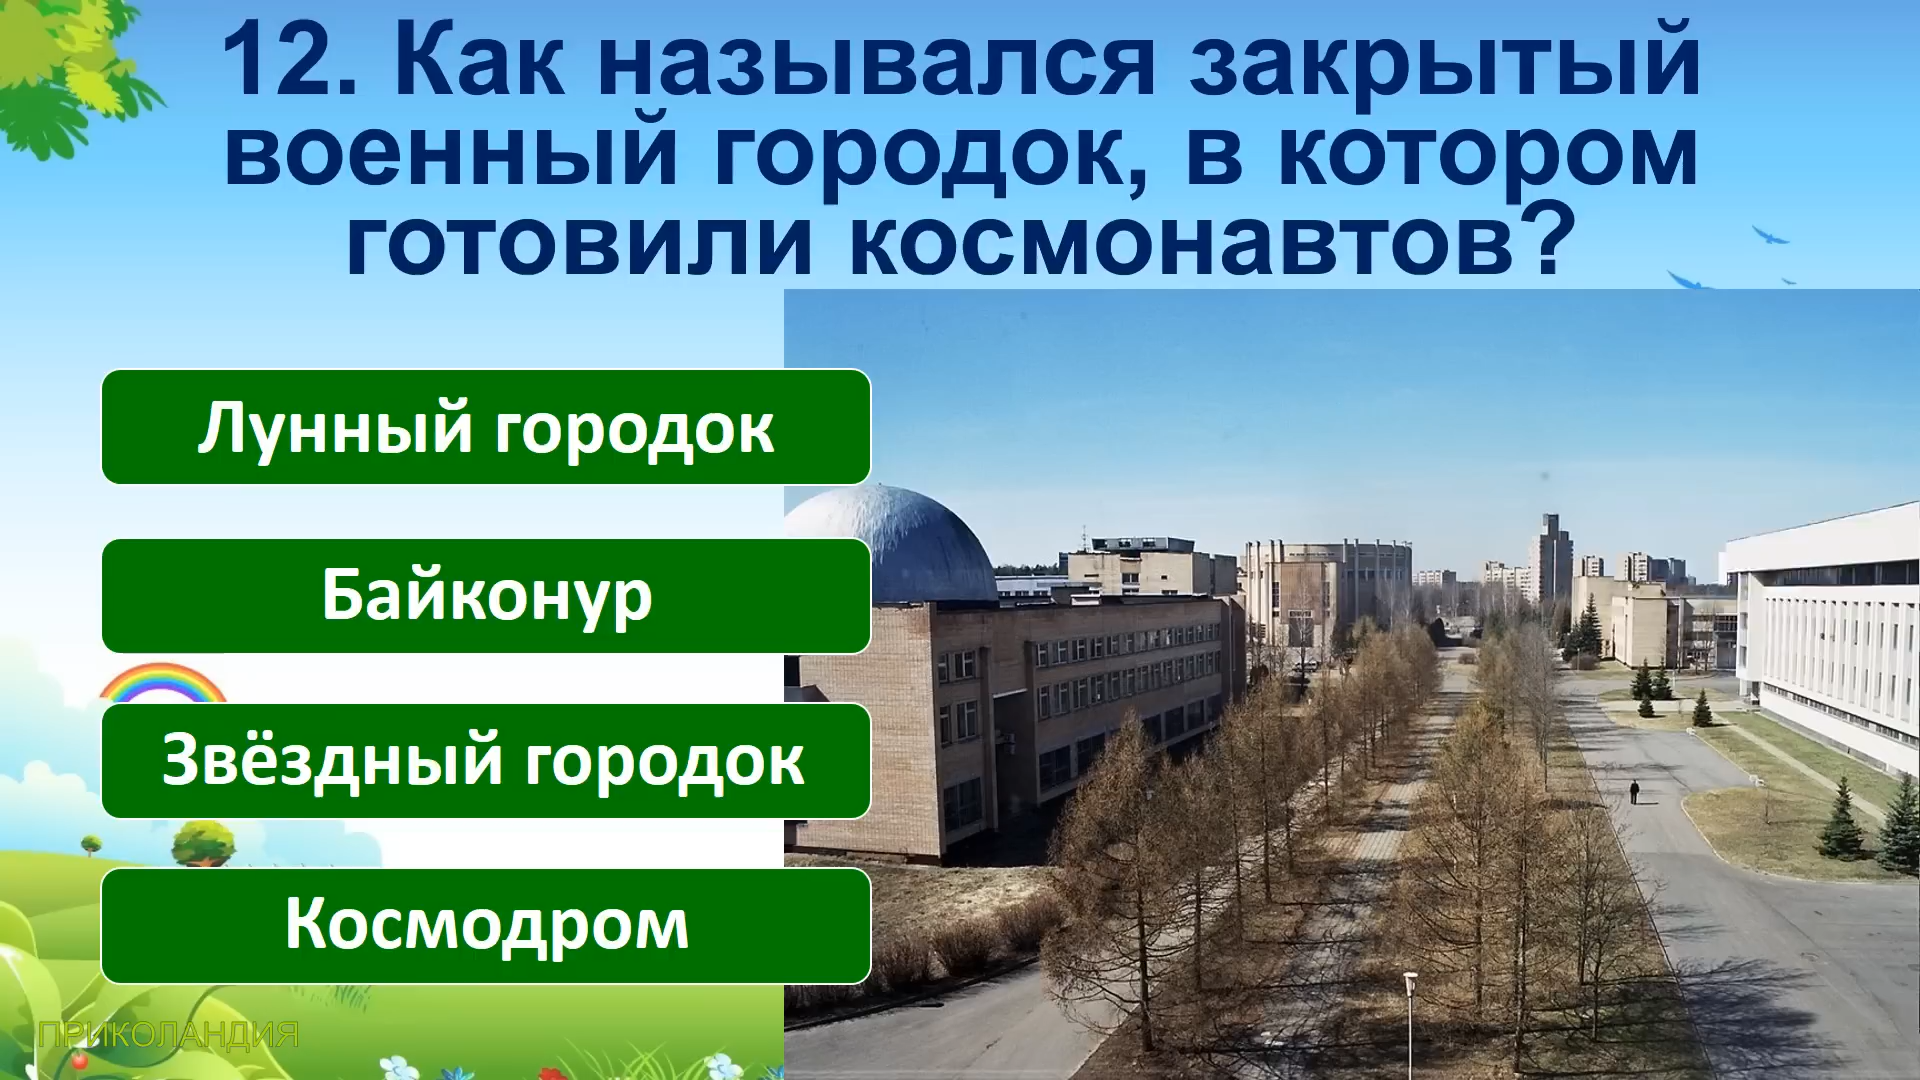 12. Как назывался закрытый
военный городок, в котором
готовили космонавтов?
Лунный городок
Байконур
Звёздный городок
Космодром
ПРИКОЛАНДИЯ